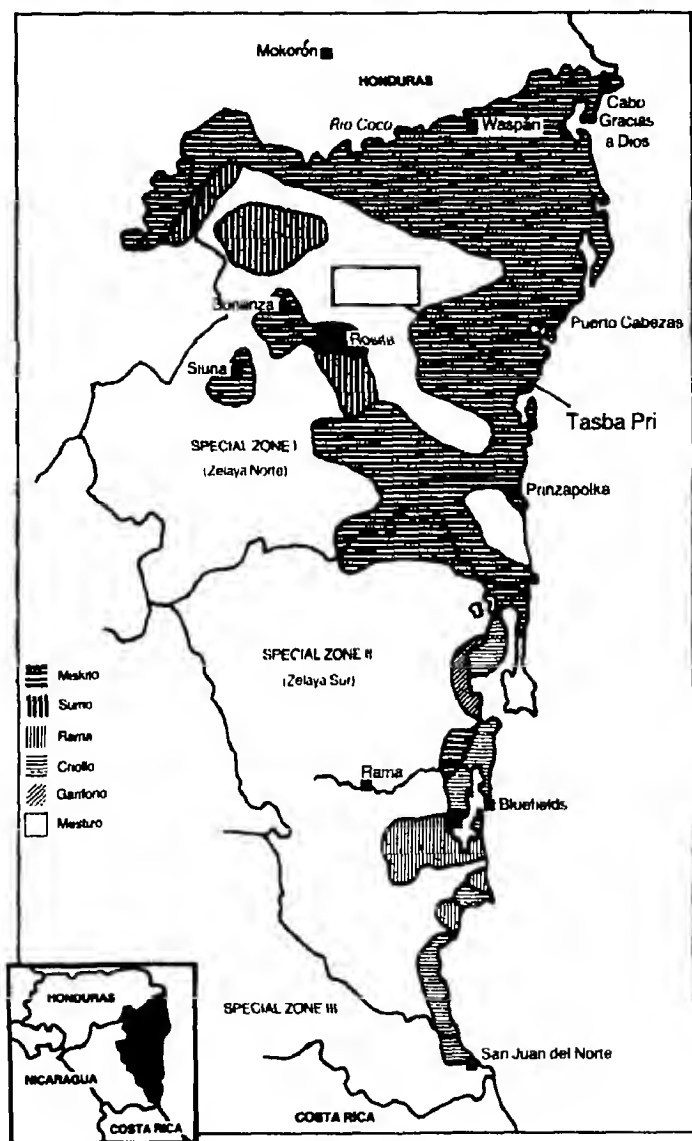 Mokorón
HONDURAS
Cabo
Gracias
a Dios
Río Coco
Waspán
Bonanza
Rosita
Puerto Cabezas
Siuna
Tasba Pri
SPECIAL ZONE I
(Zelaya Norte)
Prinzapolka
SPECIAL ZONE II
(Zelaya Sur)
Miskito
Sumo
Rama
Criollo
Garífono
Mestizo
Rama
Bluefields
HONDURAS
NICARAGUA
COSTA RICA
SPECIAL ZONE III
San Juan del Norte
COSTA RICA